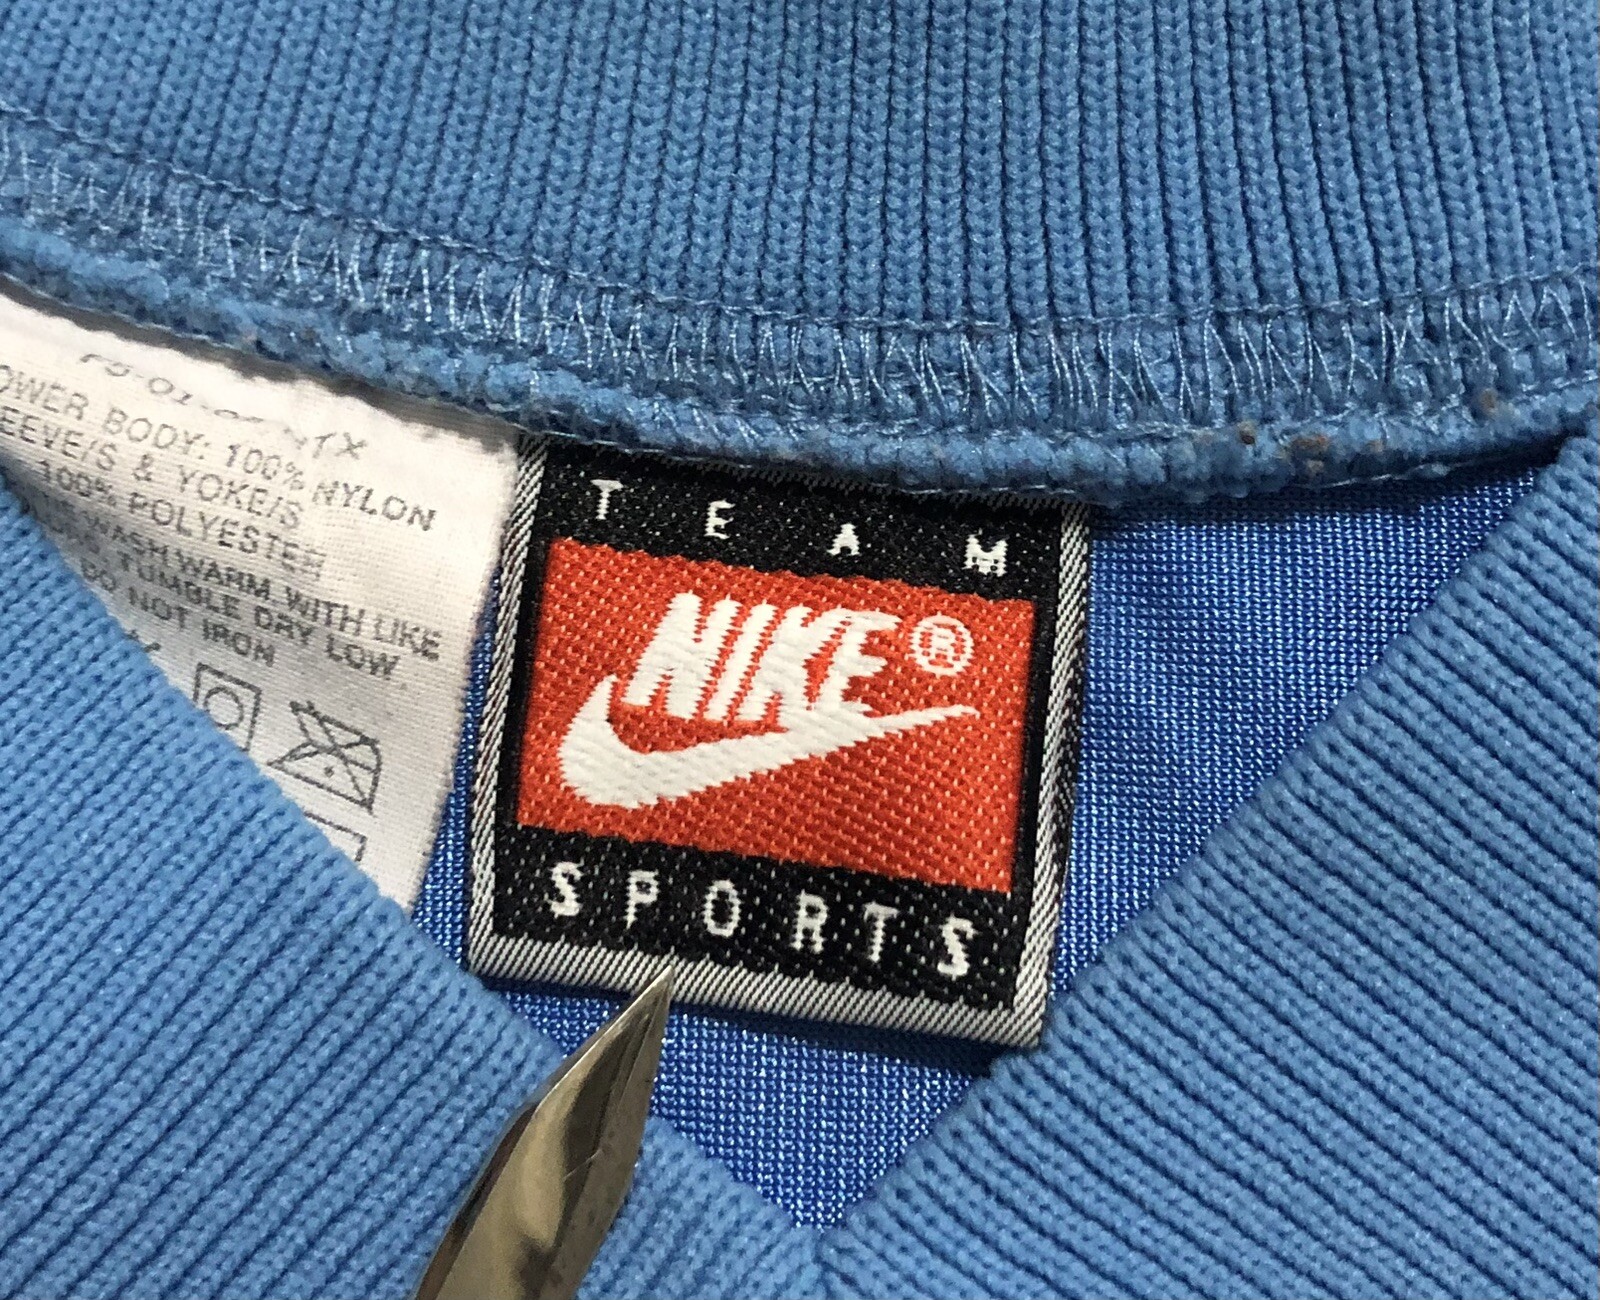 OWER BODY: 100% NYLON
EEVE/S & YOKE/S
100% POLYESTER
WASH WARM WITH LIKE
TUMBLE DRY LOW
DO NOT IRON
TEAM
NIKE®
SPORTS